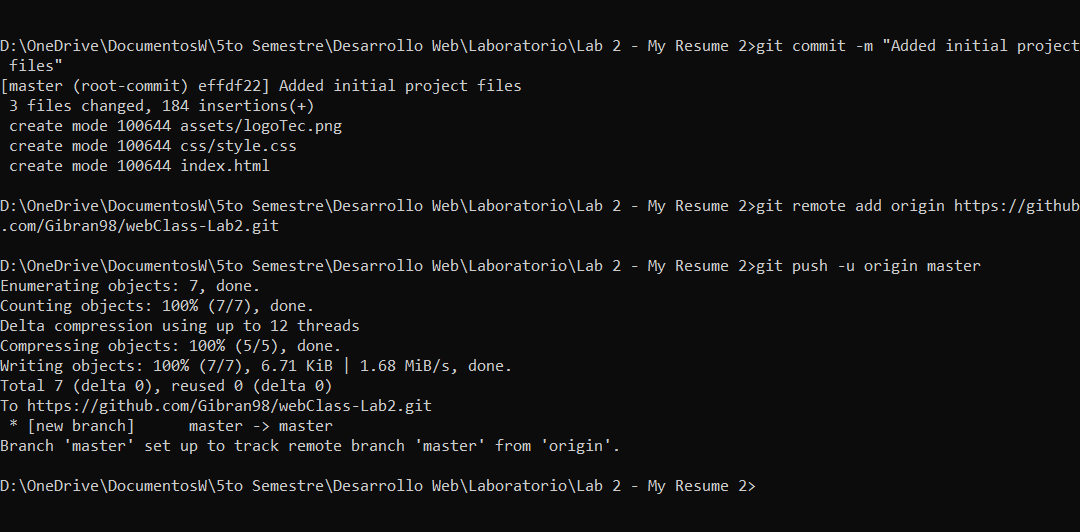 D:\OneDrive\DocumentosW\5to Semestre\Desarrollo Web\Laboratorio\Lab 2 - My Resume 2>git commit -m "Added initial project
 files"
[master (root-commit) effdf22] Added initial project files
 3 files changed, 184 insertions(+)
 create mode 100644 assets/logoTec.png
 create mode 100644 css/style.css
 create mode 100644 index.html
D:\OneDrive\DocumentosW\5to Semestre\Desarrollo Web\Laboratorio\Lab 2 - My Resume 2>git remote add origin https://github
.com/Gibran98/webClass-Lab2.git
D:\OneDrive\DocumentosW\5to Semestre\Desarrollo Web\Laboratorio\Lab 2 - My Resume 2>git push -u origin master
Enumerating objects: 7, done.
Counting objects: 100% (7/7), done.
Delta compression using up to 12 threads
Compressing objects: 100% (5/5), done.
Writing objects: 100% (7/7), 6.71 KiB | 1.68 MiB/s, done.
Total 7 (delta 0), reused 0 (delta 0)
To https://github.com/Gibran98/webClass-Lab2.git
 * [new branch]      master -> master
Branch 'master' set up to track remote branch 'master' from 'origin'.
D:\OneDrive\DocumentosW\5to Semestre\Desarrollo Web\Laboratorio\Lab 2 - My Resume 2>